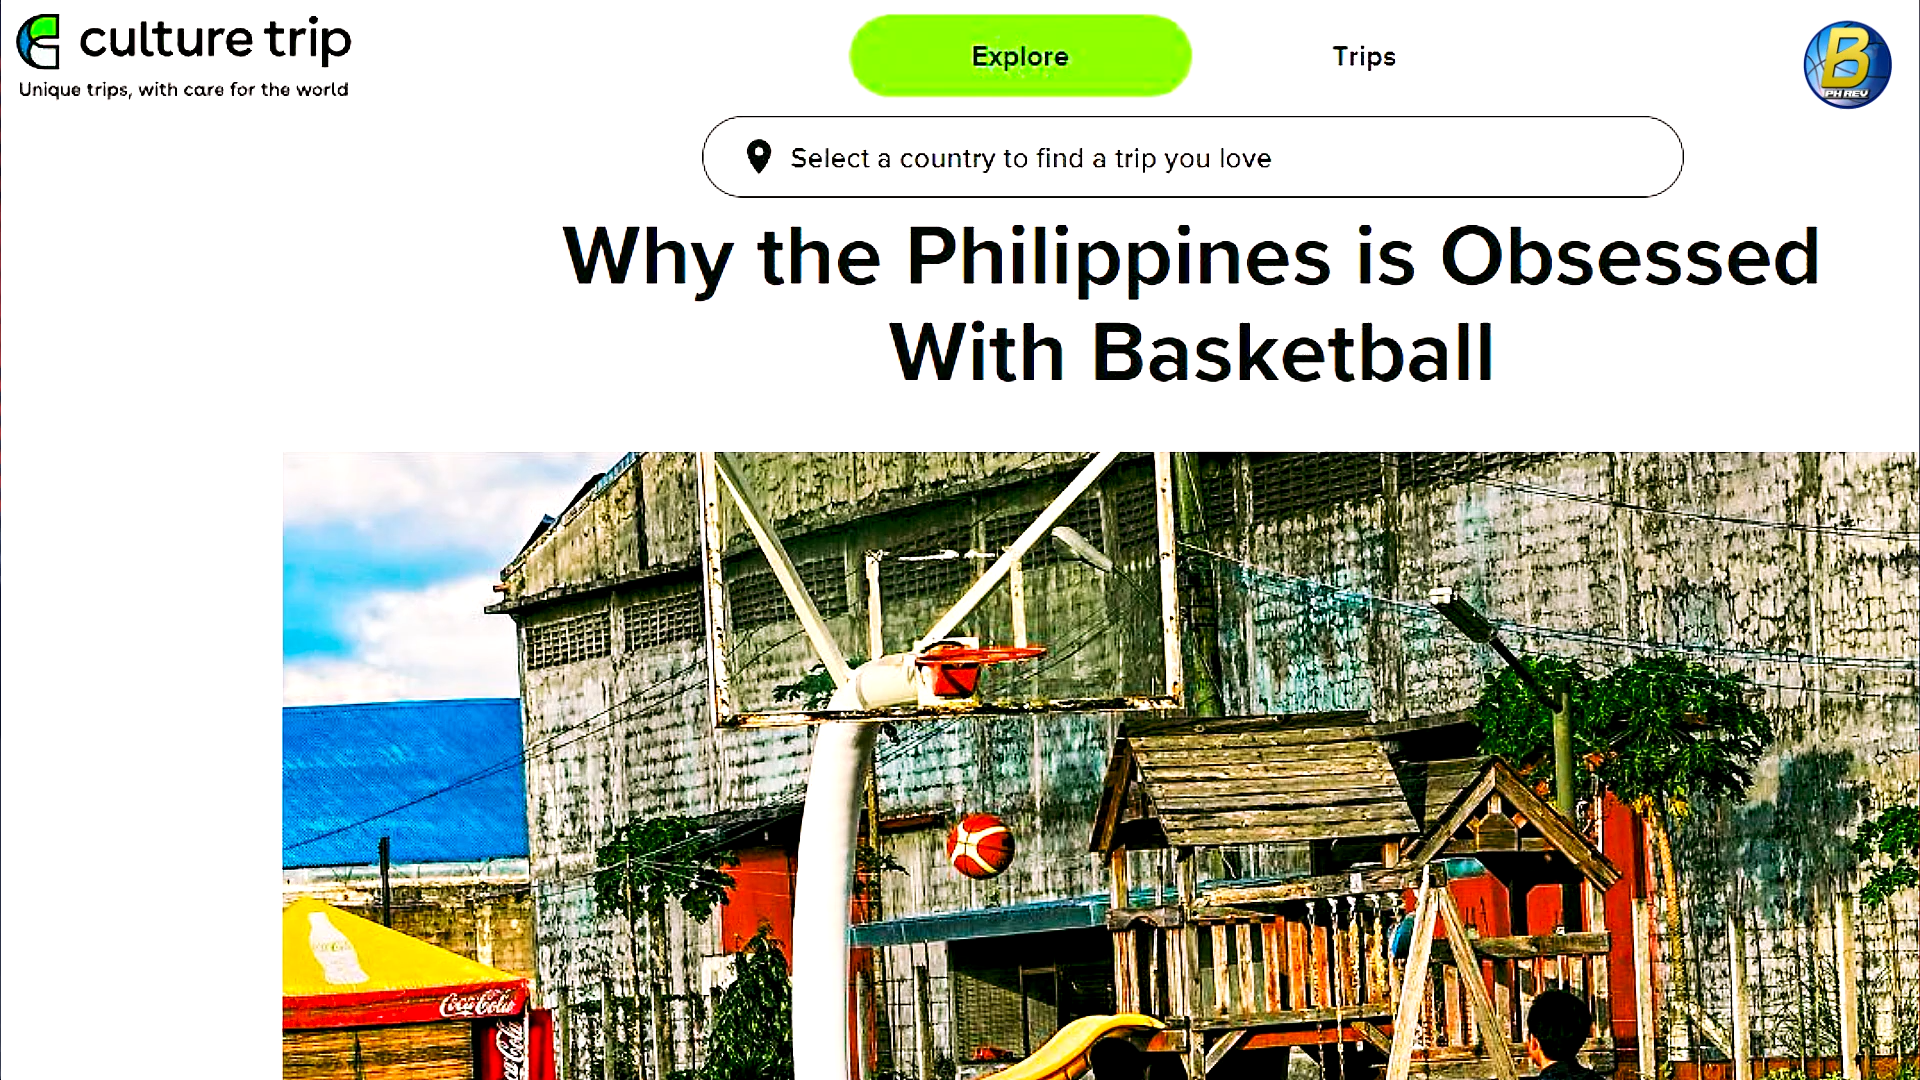 culture trip
Unique trips, with care for the world
Explore
Trips
B
PH REV
Select a country to find a trip you love
Why the Philippines is Obsessed
With Basketball
Coca-Cola
Coca-Cola